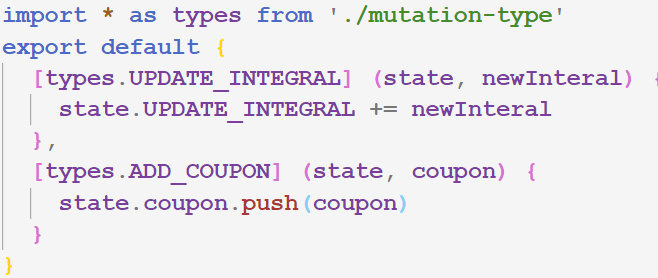 import * as types from './mutation-type'
export default {
  [types.UPDATE_INTEGRAL] (state, newInteral) {
    state.UPDATE_INTEGRAL += newInteral
  },
  [types.ADD_COUPON] (state, coupon) {
    state.coupon.push(coupon)
  }
}